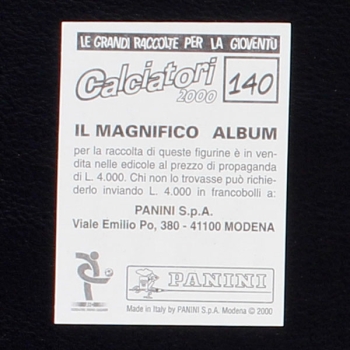 LE GRANDI RACCOLTE PER LA GIOVENTÙ
Calciatori 2000 140
IL MAGNIFICO ALBUM
per la raccolta di queste figurine è in ven-
dita nelle edicole al prezzo di propaganda
di L. 4.000. Chi non lo trovasse può richie-
derlo inviando L. 4.000 in francobolli a:
PANINI S.p.A.
Viale Emilio Po, 380 - 41100 MODENA
PANINI
Made in Italy by PANINI S.p.A. Modena © 2000